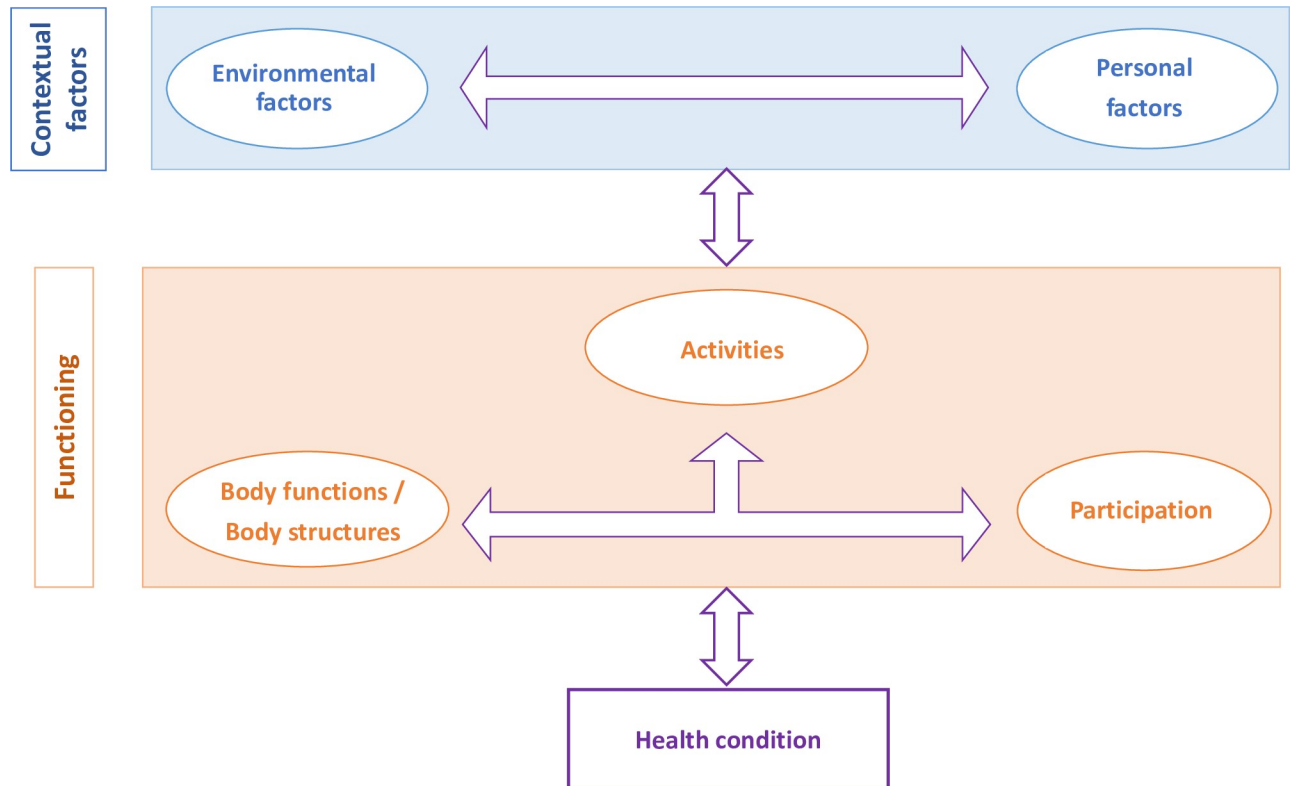 Contextual
factors
Environmental
factors
Personal
factors
Functioning
Activities
Body functions /
Body structures
Participation
Health condition